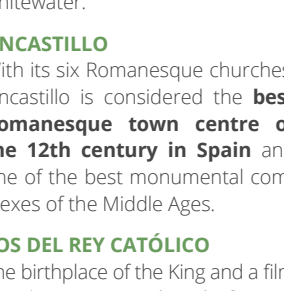 hitewater.
NCASTILLO
ith its six Romanesque churches
ncastillo is considered the bes
omanesque town centre o
he 12th century in Spain an
ne of the best monumental com
exes of the Middle Ages.
OS DEL REY CATÓLICO
he birthplace of the King and a film